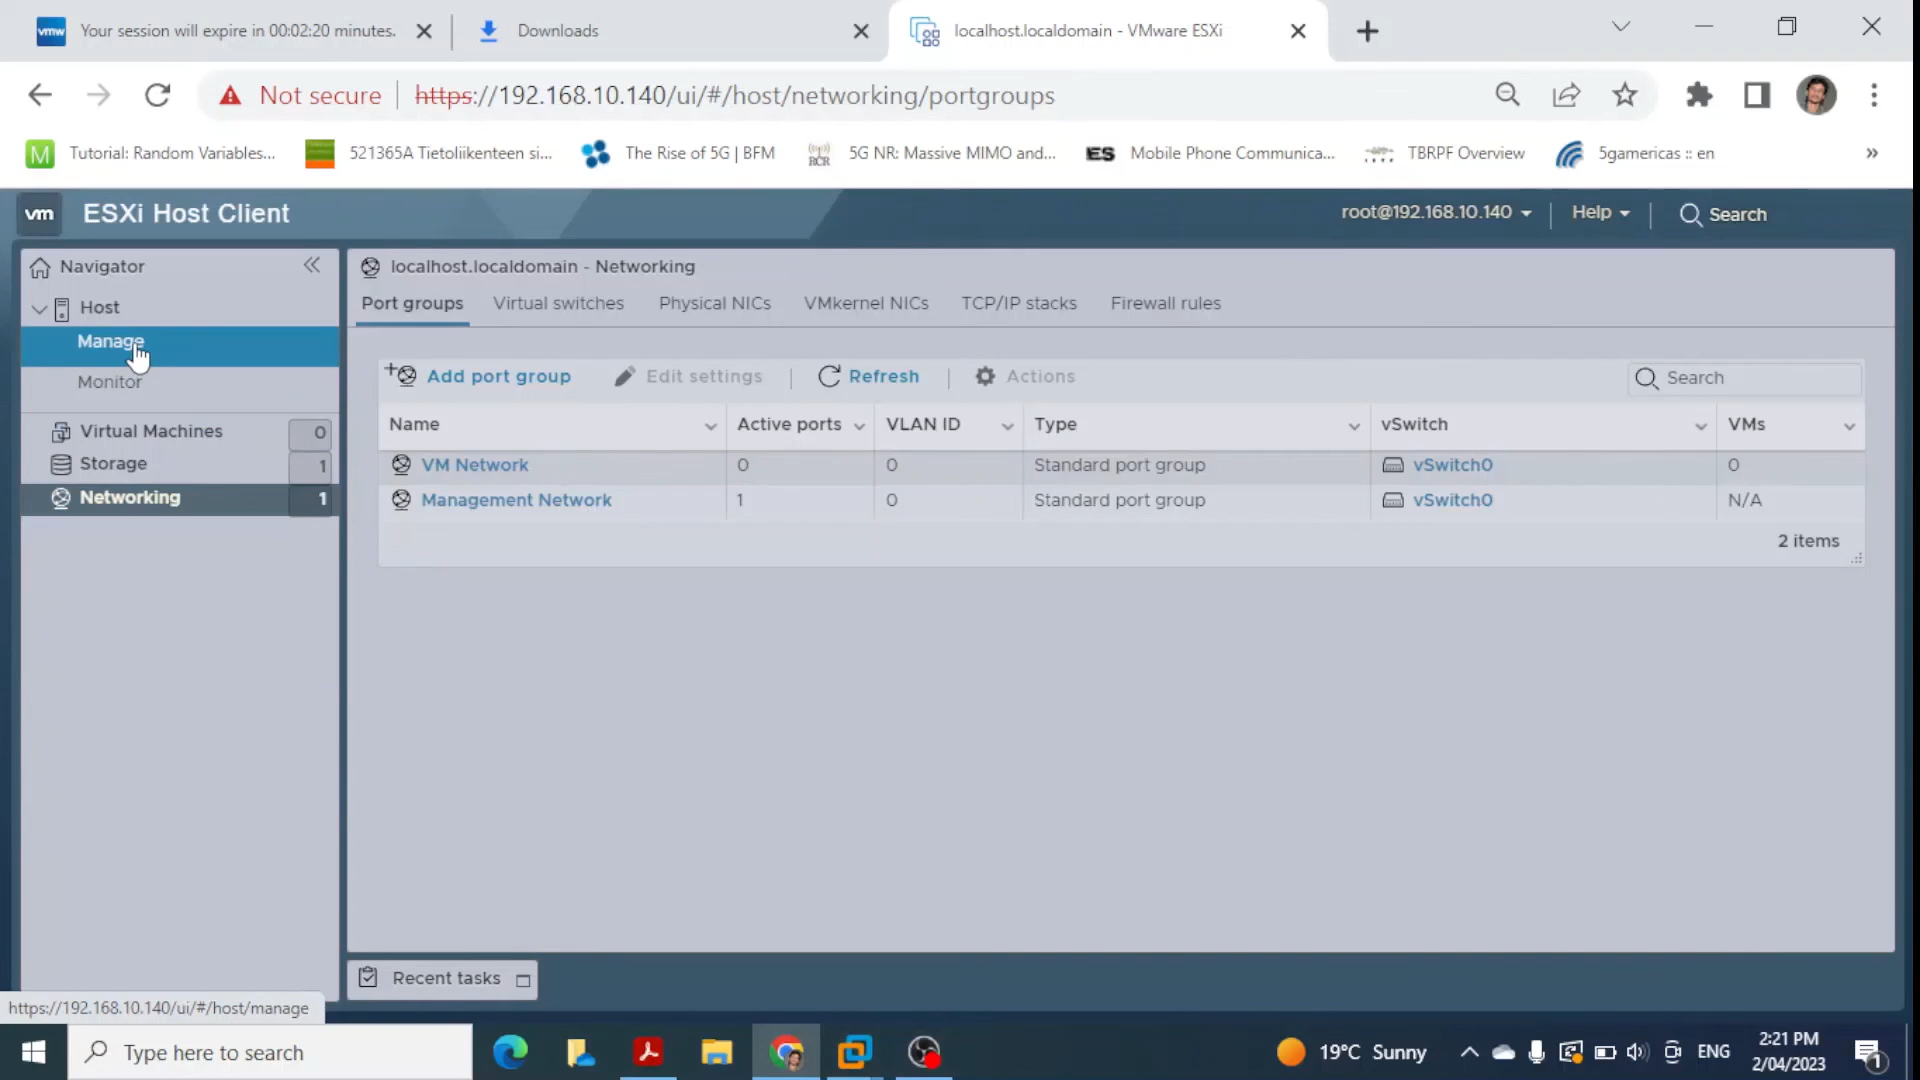 vmw Your session will expire in 00:02:20 minutes. Downloads localhost.localdomain - VMware ESXi
Not secure https://192.168.10.140/ui/#/host/networking/portgroups
M Tutorial: Random Variables... 521365A Tietoliikenteen si... The Rise of 5G | BFM RCR 5G NR: Massive MIMO and... ES Mobile Phone Communica... TBRPF Overview 5gamericas :: en »
vm ESXi Host Client root@192.168.10.140 Help Search
Navigator
Host
Manage
Monitor
Virtual Machines 0
Storage 1
Networking 1
localhost.localdomain - Networking
Port groups Virtual switches Physical NICs VMkernel NICs TCP/IP stacks Firewall rules
Add port group Edit settings Refresh Actions Search
Name Active ports VLAN ID Type vSwitch VMs
VM Network 0 0 Standard port group vSwitch0 0
Management Network 1 0 Standard port group vSwitch0 N/A
2 items
Recent tasks
https://192.168.10.140/ui/#/host/manage
Type here to search 19°C Sunny ENG 2:21 PM
2/04/2023 1